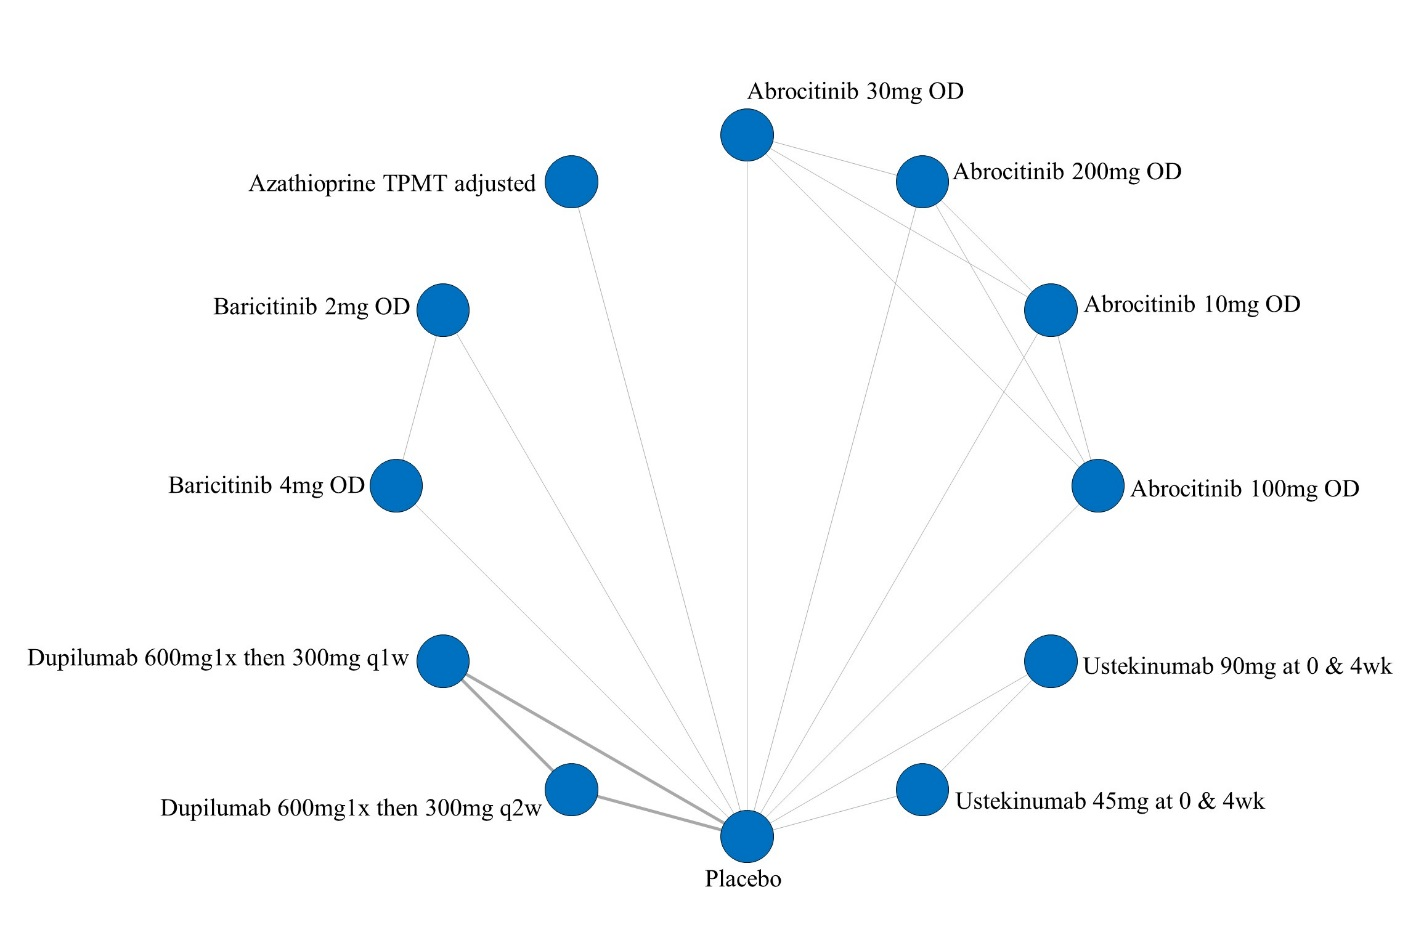 Abrocitinib 30mg OD
Abrocitinib 200mg OD
Azathioprine TPMT adjusted
Abrocitinib 10mg OD
Baricitinib 2mg OD
Baricitinib 4mg OD
Abrocitinib 100mg OD
Dupilumab 600mg1x then 300mg q1w
Ustekinumab 90mg at 0 & 4wk
Dupilumab 600mg1x then 300mg q2w
Ustekinumab 45mg at 0 & 4wk
Placebo